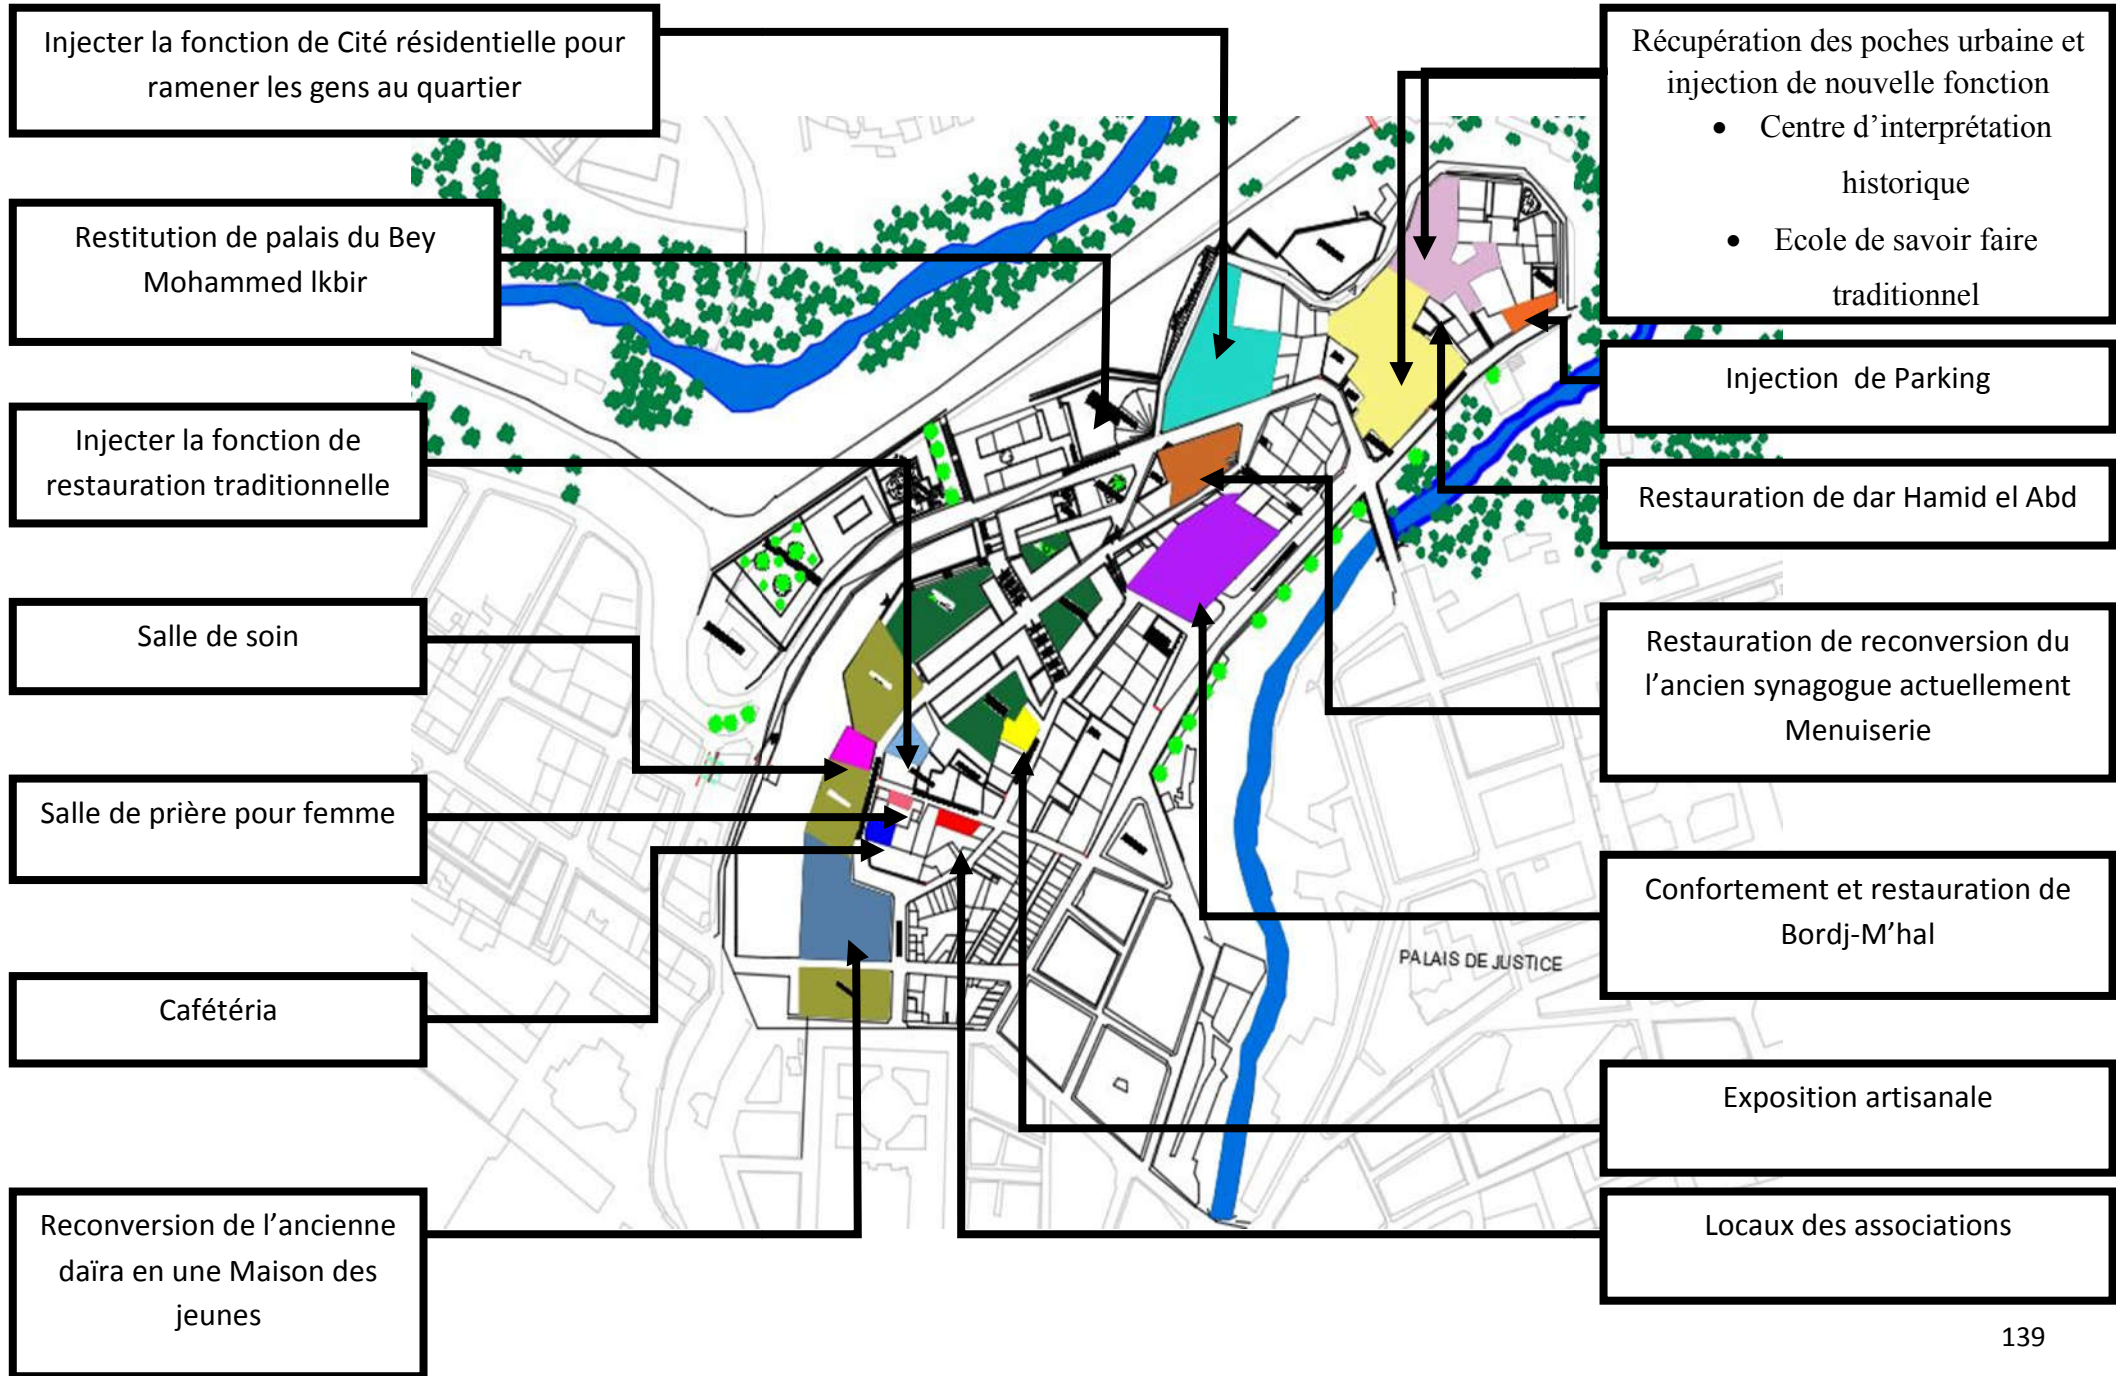 Injecter la fonction de Cité résidentielle pour
ramener les gens au quartier
Restitution de palais du Bey
Mohammed lkbir
Injecter la fonction de
restauration traditionnelle
Salle de soin
Salle de prière pour femme
Cafétéria
Reconversion de l’ancienne
daïra en une Maison des
jeunes
Récupération des poches urbaine et
injection de nouvelle fonction
• Centre d’interprétation
historique
• Ecole de savoir faire
traditionnel
Injection de Parking
Restauration de dar Hamid el Abd
Restauration de reconversion du
l’ancien synagogue actuellement
Menuiserie
Confortement et restauration de
Bordj-M’hal
PALAIS DE JUSTICE
Exposition artisanale
Locaux des associations
139